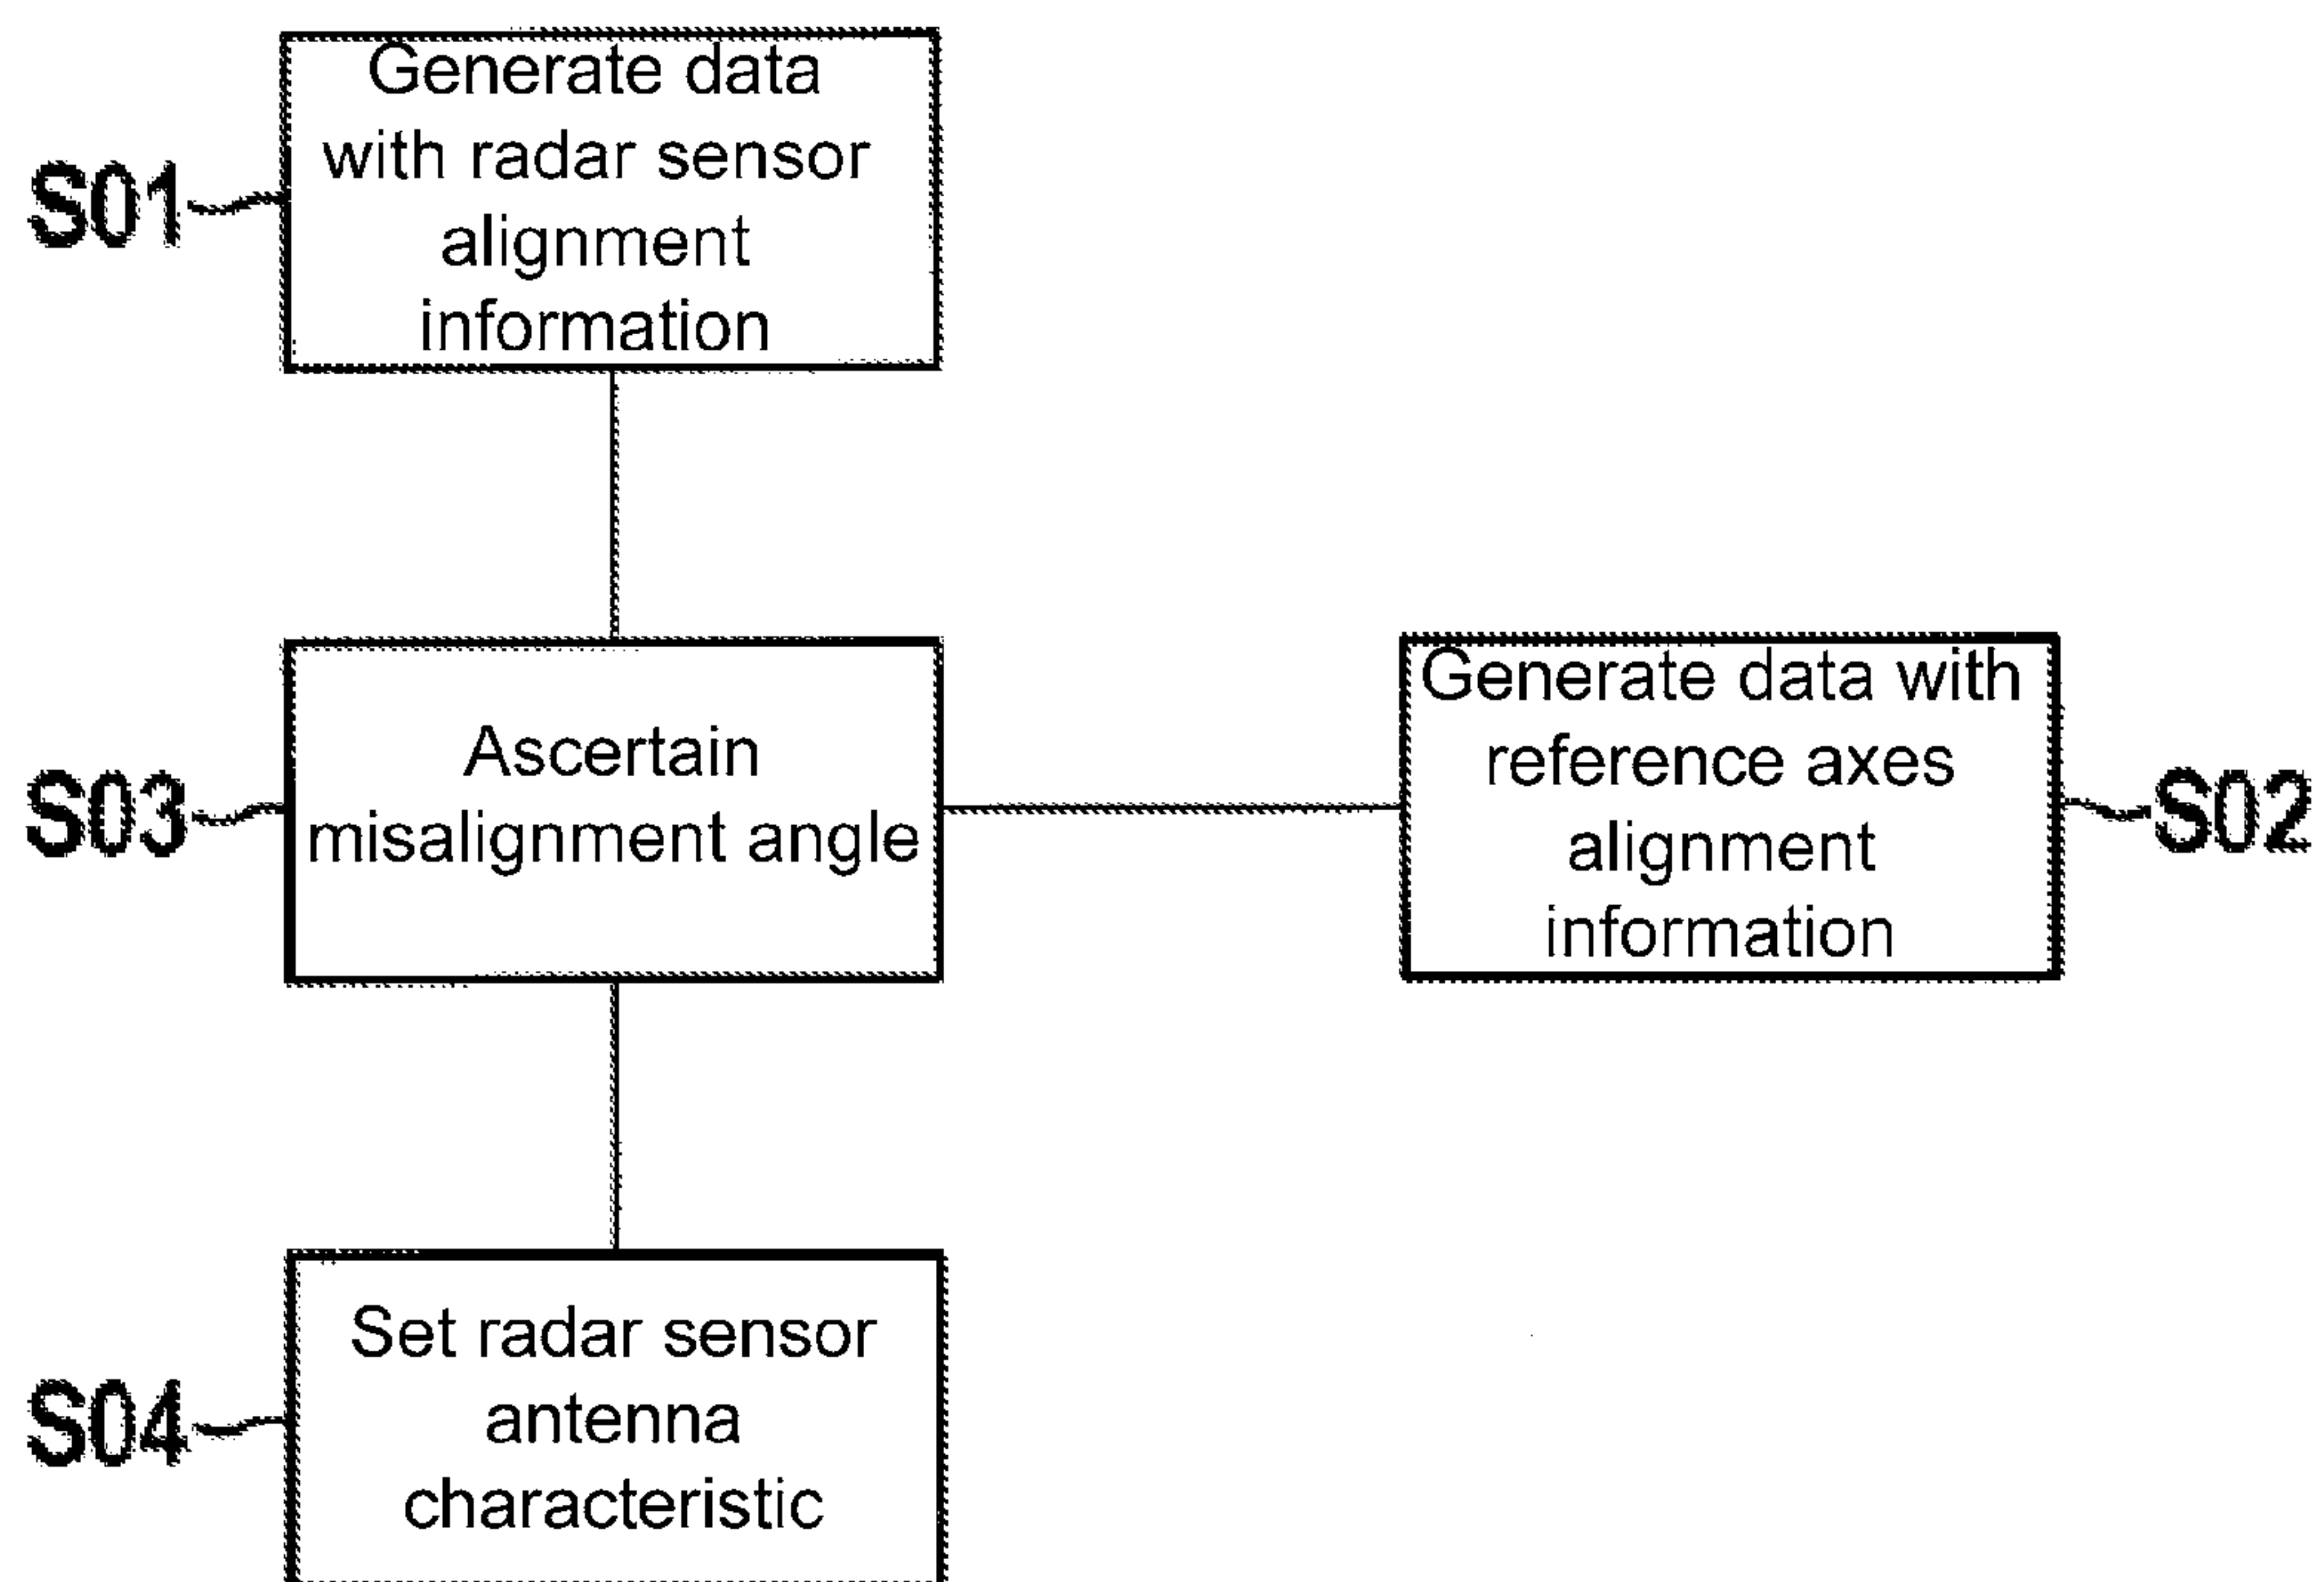 S01
Generate data
with radar sensor
alignment
information
S03
Ascertain
misalignment angle
Generate data with
reference axes
alignment
information
S02
S04
Set radar sensor
antenna
characteristic